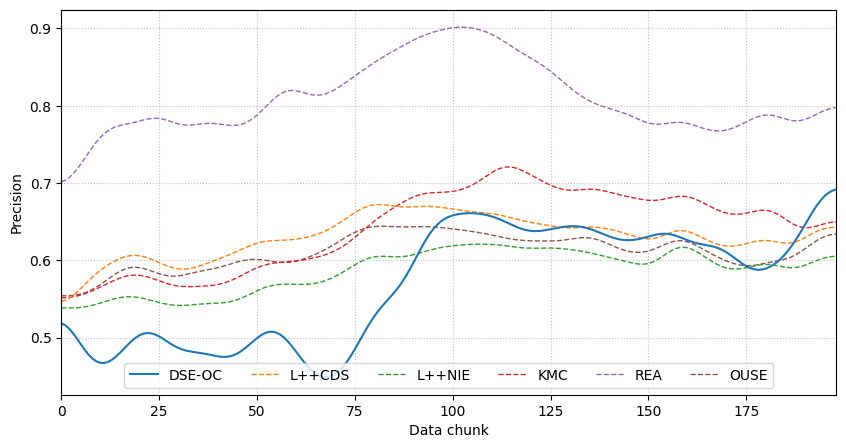 0.9
0.8
0.7
0.6
0.5
Precision
DSE-OC L++CDS L++NIE KMC REA OUSE
0 25 50 75 100 125 150 175
Data chunk